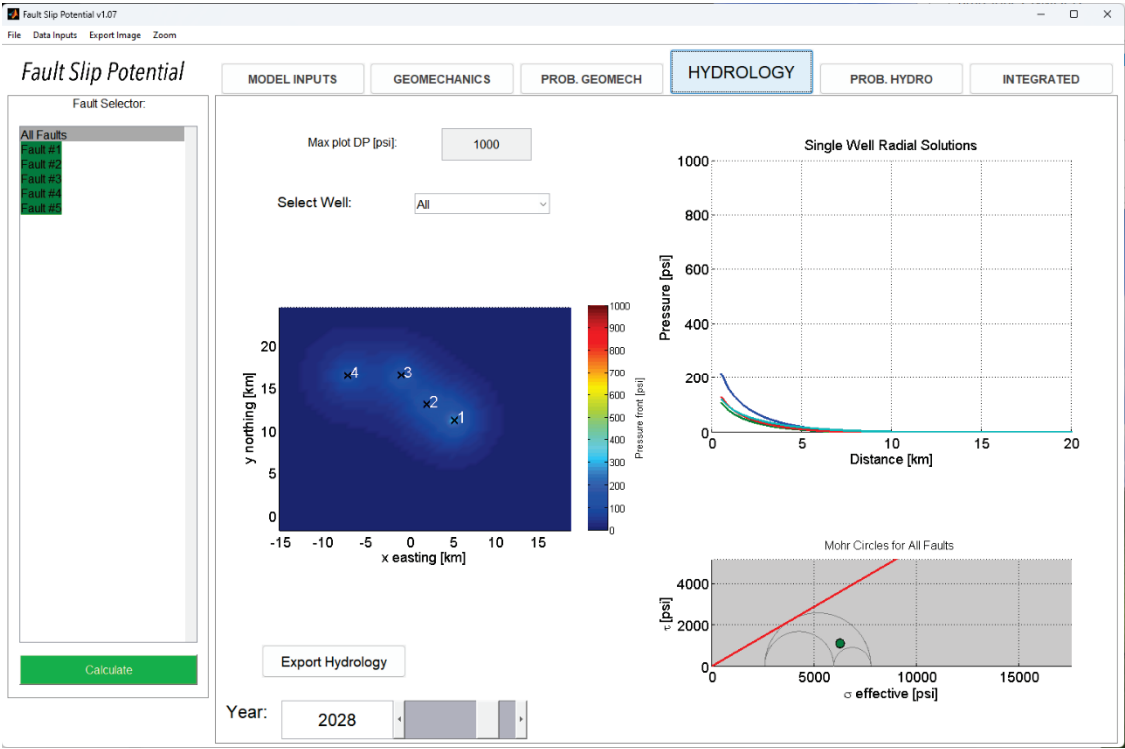 Fault Slip Potential v1.07
File Data Inputs Export Image Zoom
Fault Slip Potential
MODEL INPUTS GEOMECHANICS PROB. GEOMECH HYDROLOGY PROB. HYDRO INTEGRATED
Fault Selector:
All Faults
Fault #1
Fault #2
Fault #3
Fault #4
Fault #5
Calculate
Max plot DP [psi]: 1000
Select Well: All
20
15
10
5
0
y northing [km]
-15 -10 -5 0 5 10 15
x easting [km]
4 3
2
1
1000
900
800
700
600
500
400
300
200
100
0
Pressure front [psi]
Export Hydrology
Year: 2028
Single Well Radial Solutions
1000
800
600
400
200
0
Pressure [psi]
0 5 10 15 20
Distance [km]
Mohr Circles for All Faults
4000
2000
0
τ [psi]
0 5000 10000 15000
σ effective [psi]